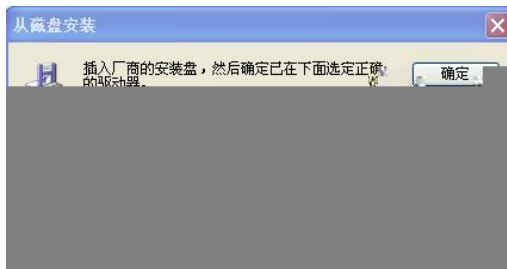 从磁盘安装
插入厂商的安装盘，然后确定已在下面选定正确
的驱动器。
确定